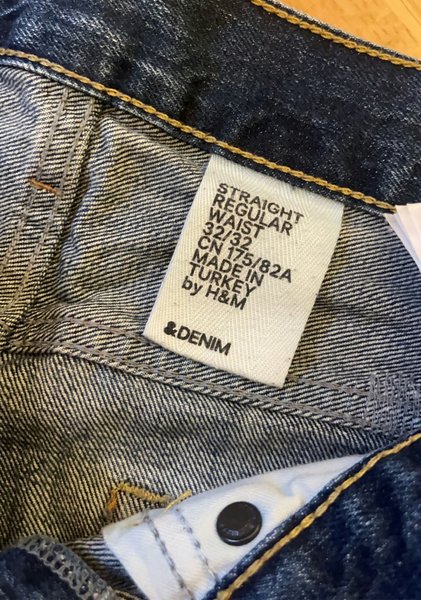 STRAIGHT
REGULAR
WAIST
32/32
CN 175/82A
MADE IN
TURKEY
by H&M
&DENIM